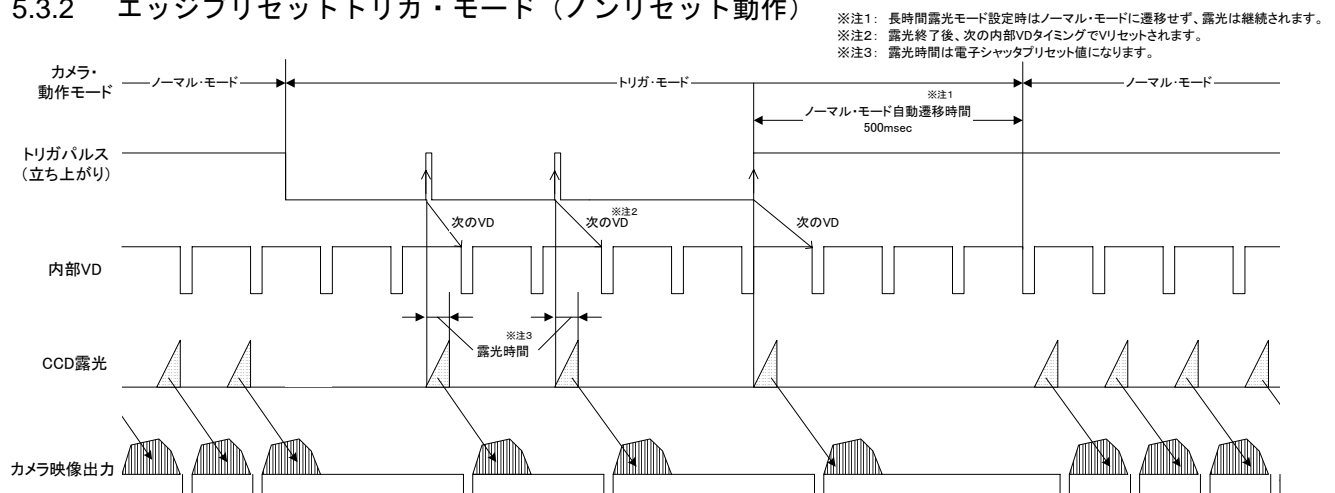 5.3.2 エッジプリセットトリガ・モード（ノンリセット動作）
※注1： 長時間露光モード設定時はノーマル・モードに遷移せず、露光は継続されます。
※注2： 露光終了後、次の内部VDタイミングでVリセットされます。
※注3： 露光時間は電子シャッタプリセット値になります。
カメラ・
動作モード
ノーマル・モード
トリガ・モード
ノーマル・モード
※注1
ノーマル・モード自動遷移時間
500msec
トリガパルス
（立ち上がり）
次のVD
※注2
次のVD
次のVD
内部VD
※注3
露光時間
CCD露光
カメラ映像出力